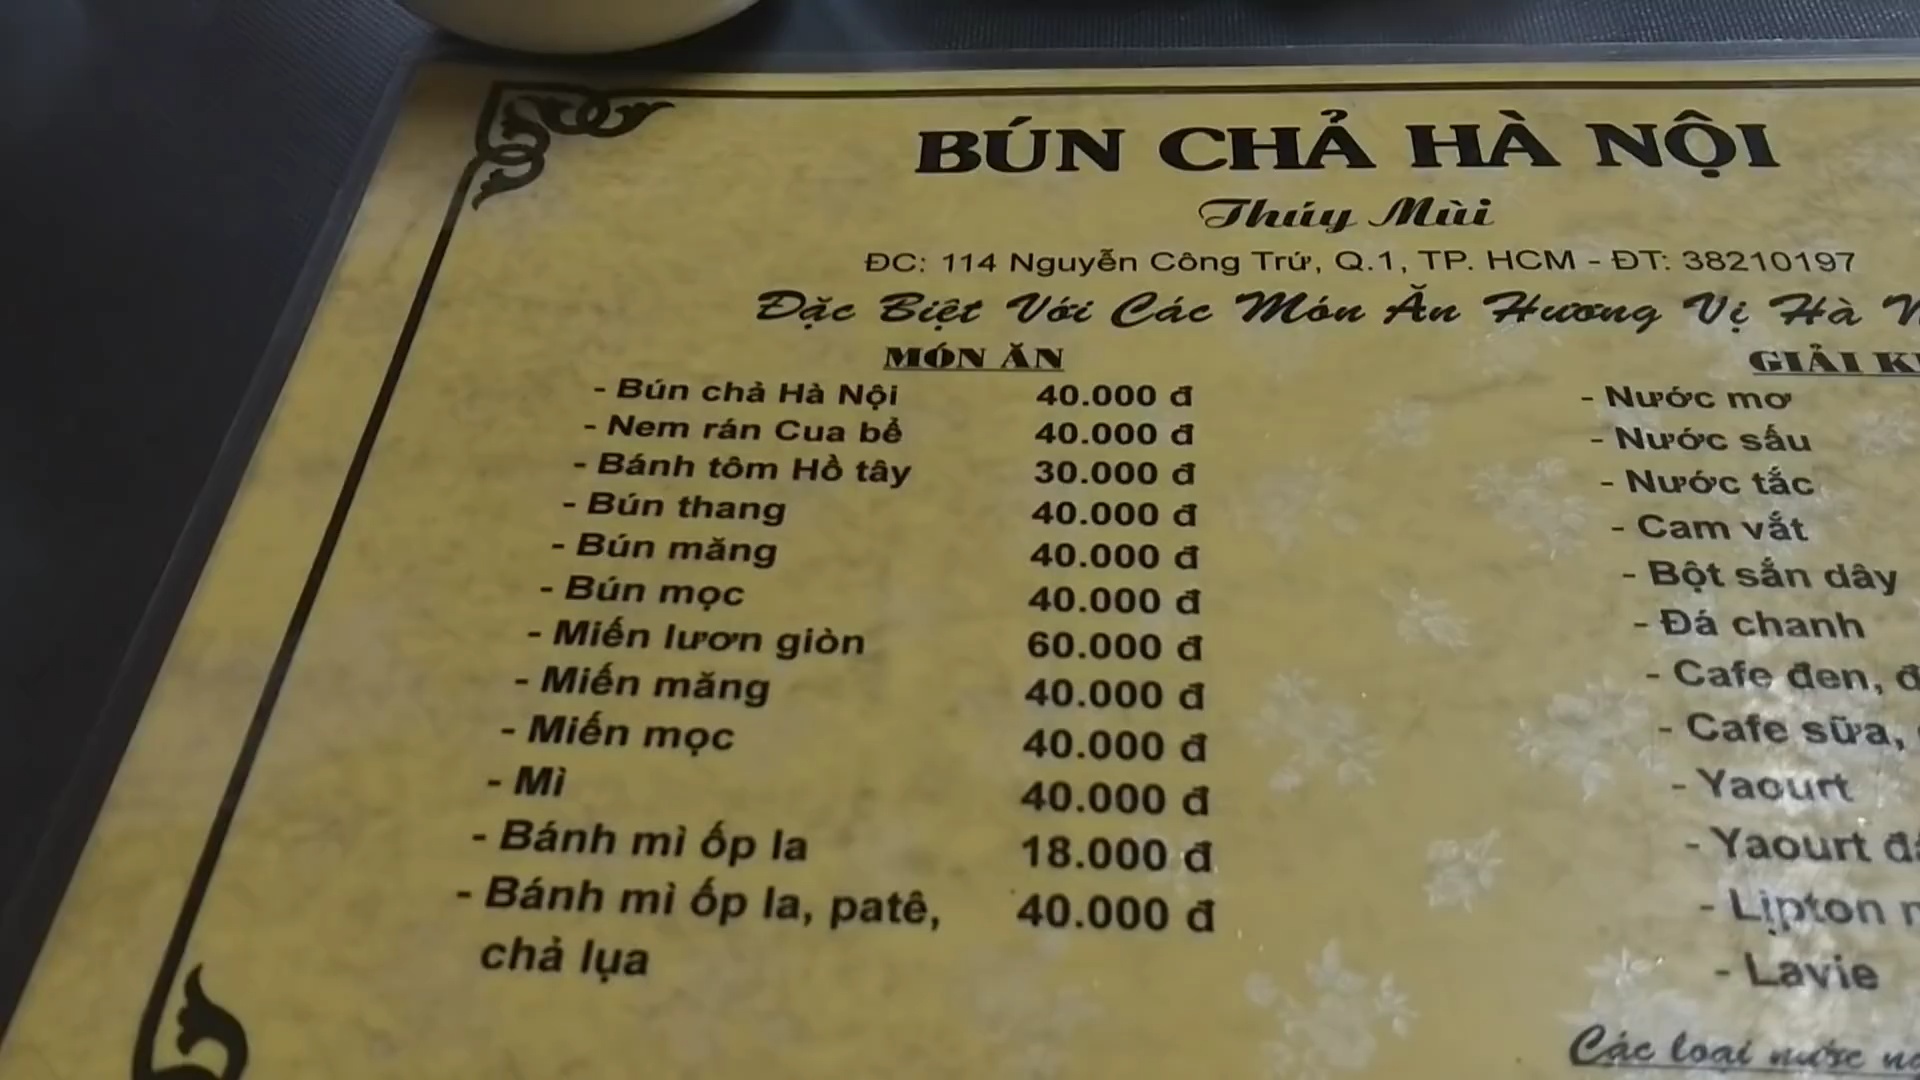 BÚN CHẢ HÀ NỘI
Thúy Mùi
ĐC: 114 Nguyễn Công Trứ, Q.1, TP. HCM - ĐT: 38210197
Đặc Biệt Với Các Món Ăn Hương Vị Hà
MÓN ĂN
- Bún chả Hà Nội 40.000 đ
- Nem rán Cua bể 40.000 đ
- Bánh tôm Hồ tây 30.000 đ
- Bún thang 40.000 đ
- Bún măng 40.000 đ
- Bún mọc 40.000 đ
- Miến lươn giòn 60.000 đ
- Miến măng 40.000 đ
- Miến mọc 40.000 đ
- Mì 40.000 đ
- Bánh mì ốp la 18.000 đ
- Bánh mì ốp la, patê, 40.000 đ
chả lụa
GIẢI
- Nước mơ
- Nước sấu
- Nước tắc
- Cam vắt
- Bột sắn dây
- Đá chanh
- Cafe đen,
- Cafe sữa,
- Yaourt
- Yaourt
- Lipton
- Lavie
Các loại nước